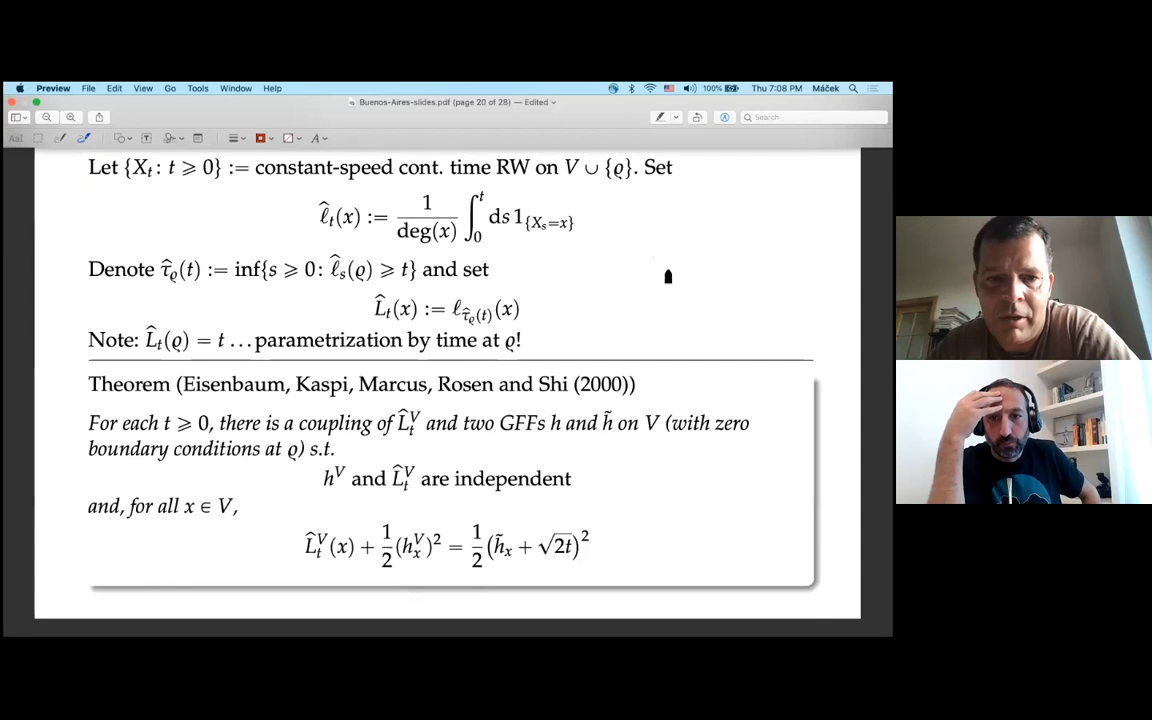 Preview File Edit View Go Tools Window Help 100% Thu 7:08 PM Máček
Buenos-Aires-slides.pdf (page 20 of 28) — Edited
Search
Let {X_t : t ⩾ 0} := constant-speed cont. time RW on V ∪ {ϱ}. Set
ℓ̂_t(x) := 1/deg(x) ∫_0^t ds 1_{X_s=x}
Denote τ̂_ϱ(t) := inf{s ⩾ 0 : ℓ̂_s(ϱ) ⩾ t} and set
L̂_t(x) := ℓ_{τ̂_ϱ(t)}(x)
Note: L̂_t(ϱ) = t ... parametrization by time at ϱ!
Theorem (Eisenbaum, Kaspi, Marcus, Rosen and Shi (2000))
For each t ⩾ 0, there is a coupling of L̂_t^V and two GFFs h and h̃ on V (with zero
boundary conditions at ϱ) s.t.
h^V and L̂_t^V are independent
and, for all x ∈ V,
L̂_t^V(x) + 1/2 (h_x^V)^2 = 1/2 (h̃_x + √2t)^2